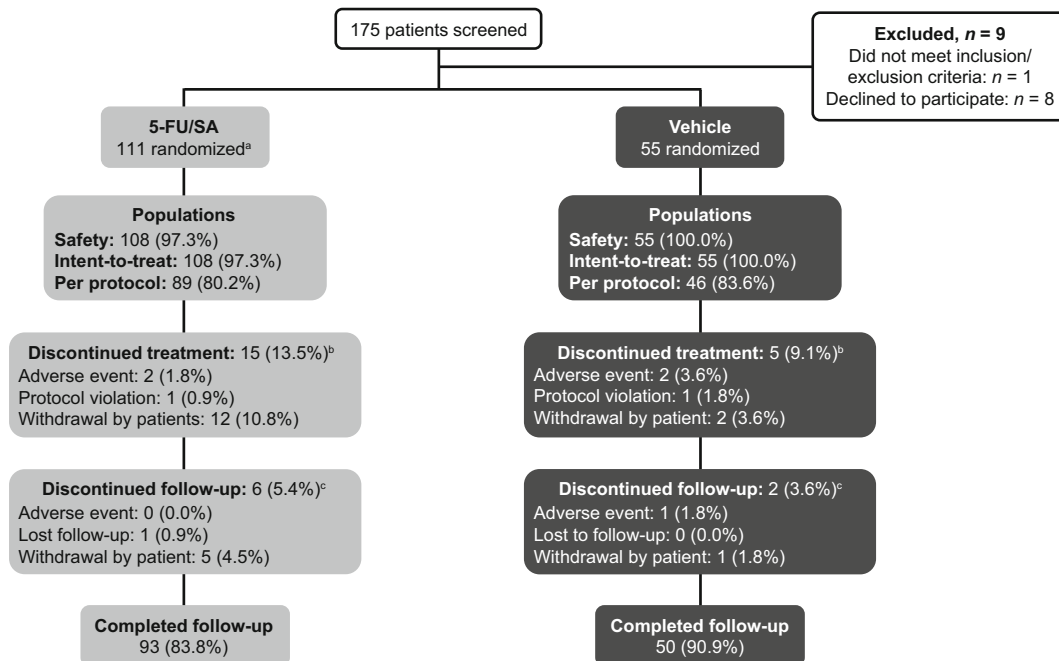 175 patients screened
Excluded, n = 9
Did not meet inclusion/
exclusion criteria: n = 1
Declined to participate: n = 8
5-FU/SA
111 randomizedᵃ
Vehicle
55 randomized
Populations
Safety: 108 (97.3%)
Intent-to-treat: 108 (97.3%)
Per protocol: 89 (80.2%)
Populations
Safety: 55 (100.0%)
Intent-to-treat: 55 (100.0%)
Per protocol: 46 (83.6%)
Discontinued treatment: 15 (13.5%)ᵇ
Adverse event: 2 (1.8%)
Protocol violation: 1 (0.9%)
Withdrawal by patients: 12 (10.8%)
Discontinued treatment: 5 (9.1%)ᵇ
Adverse event: 2 (3.6%)
Protocol violation: 1 (1.8%)
Withdrawal by patient: 2 (3.6%)
Discontinued follow-up: 6 (5.4%)ᶜ
Adverse event: 0 (0.0%)
Lost follow-up: 1 (0.9%)
Withdrawal by patient: 5 (4.5%)
Discontinued follow-up: 2 (3.6%)ᶜ
Adverse event: 1 (1.8%)
Lost to follow-up: 0 (0.0%)
Withdrawal by patient: 1 (1.8%)
Completed follow-up
93 (83.8%)
Completed follow-up
50 (90.9%)